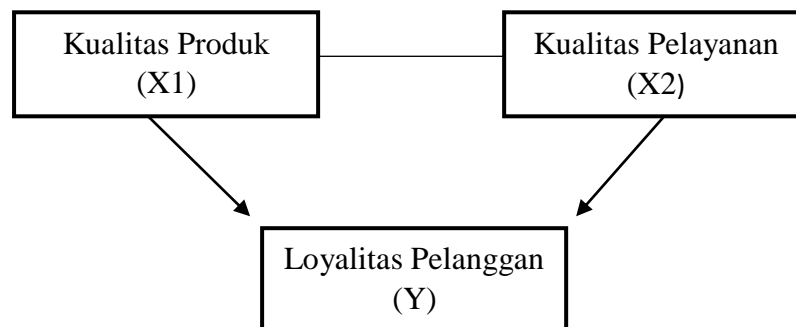 Kualitas Produk
(X1)
Kualitas Pelayanan
(X2)
Loyalitas Pelanggan
(Y)